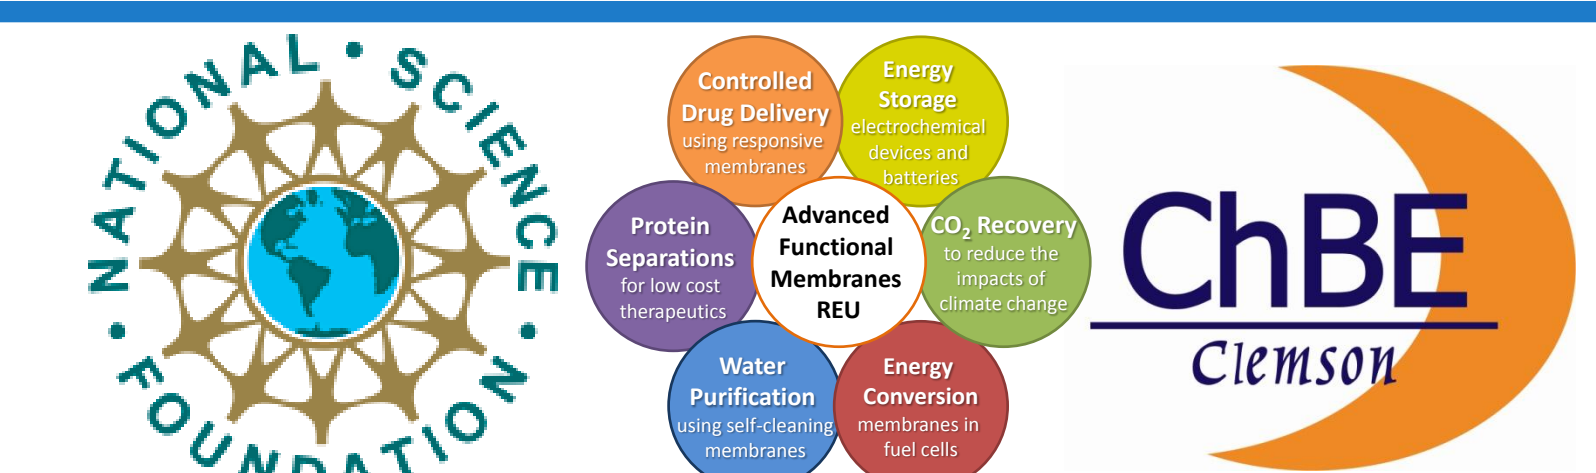 NATIONAL • SCIENCE • FOUNDATION •
Controlled
Drug Delivery
using responsive
membranes
Energy
Storage
electrochemical
devices and
batteries
Protein
Separations
for low cost
therapeutics
Advanced
Functional
Membranes
REU
CO₂ Recovery
to reduce the
impacts of
climate change
Water
Purification
using self-cleaning
membranes
Energy
Conversion
membranes in
fuel cells
ChBE
Clemson